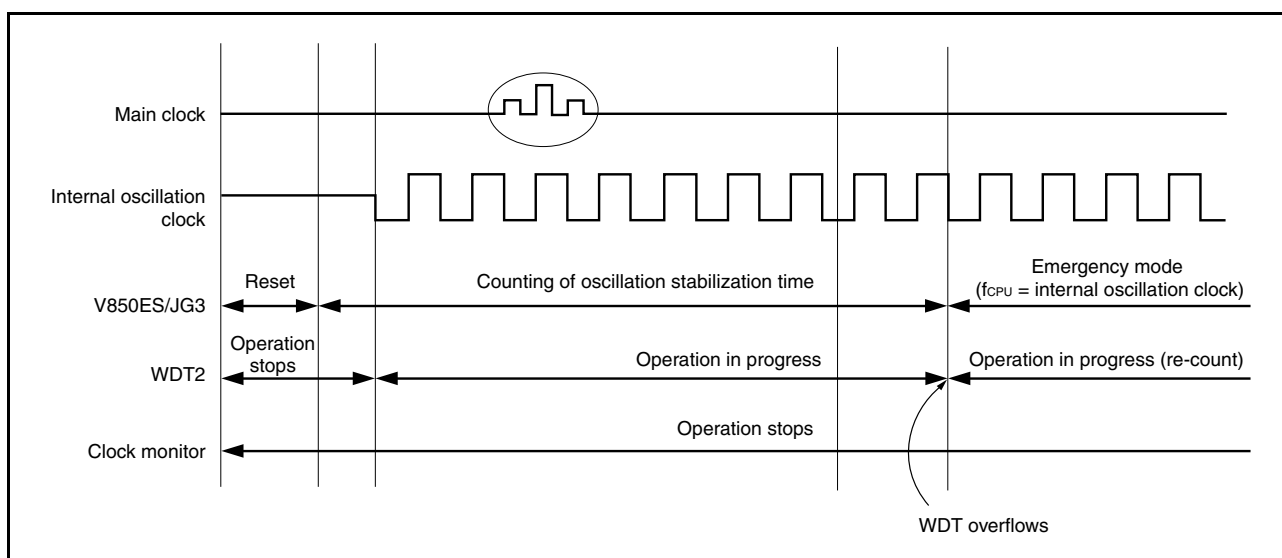 Main clock
Internal oscillation
clock
Reset
Counting of oscillation stabilization time
Emergency mode
(fCPU = internal oscillation clock)
V850ES/JG3
Operation
stops
Operation in progress
Operation in progress (re-count)
WDT2
Operation stops
Clock monitor
WDT overflows